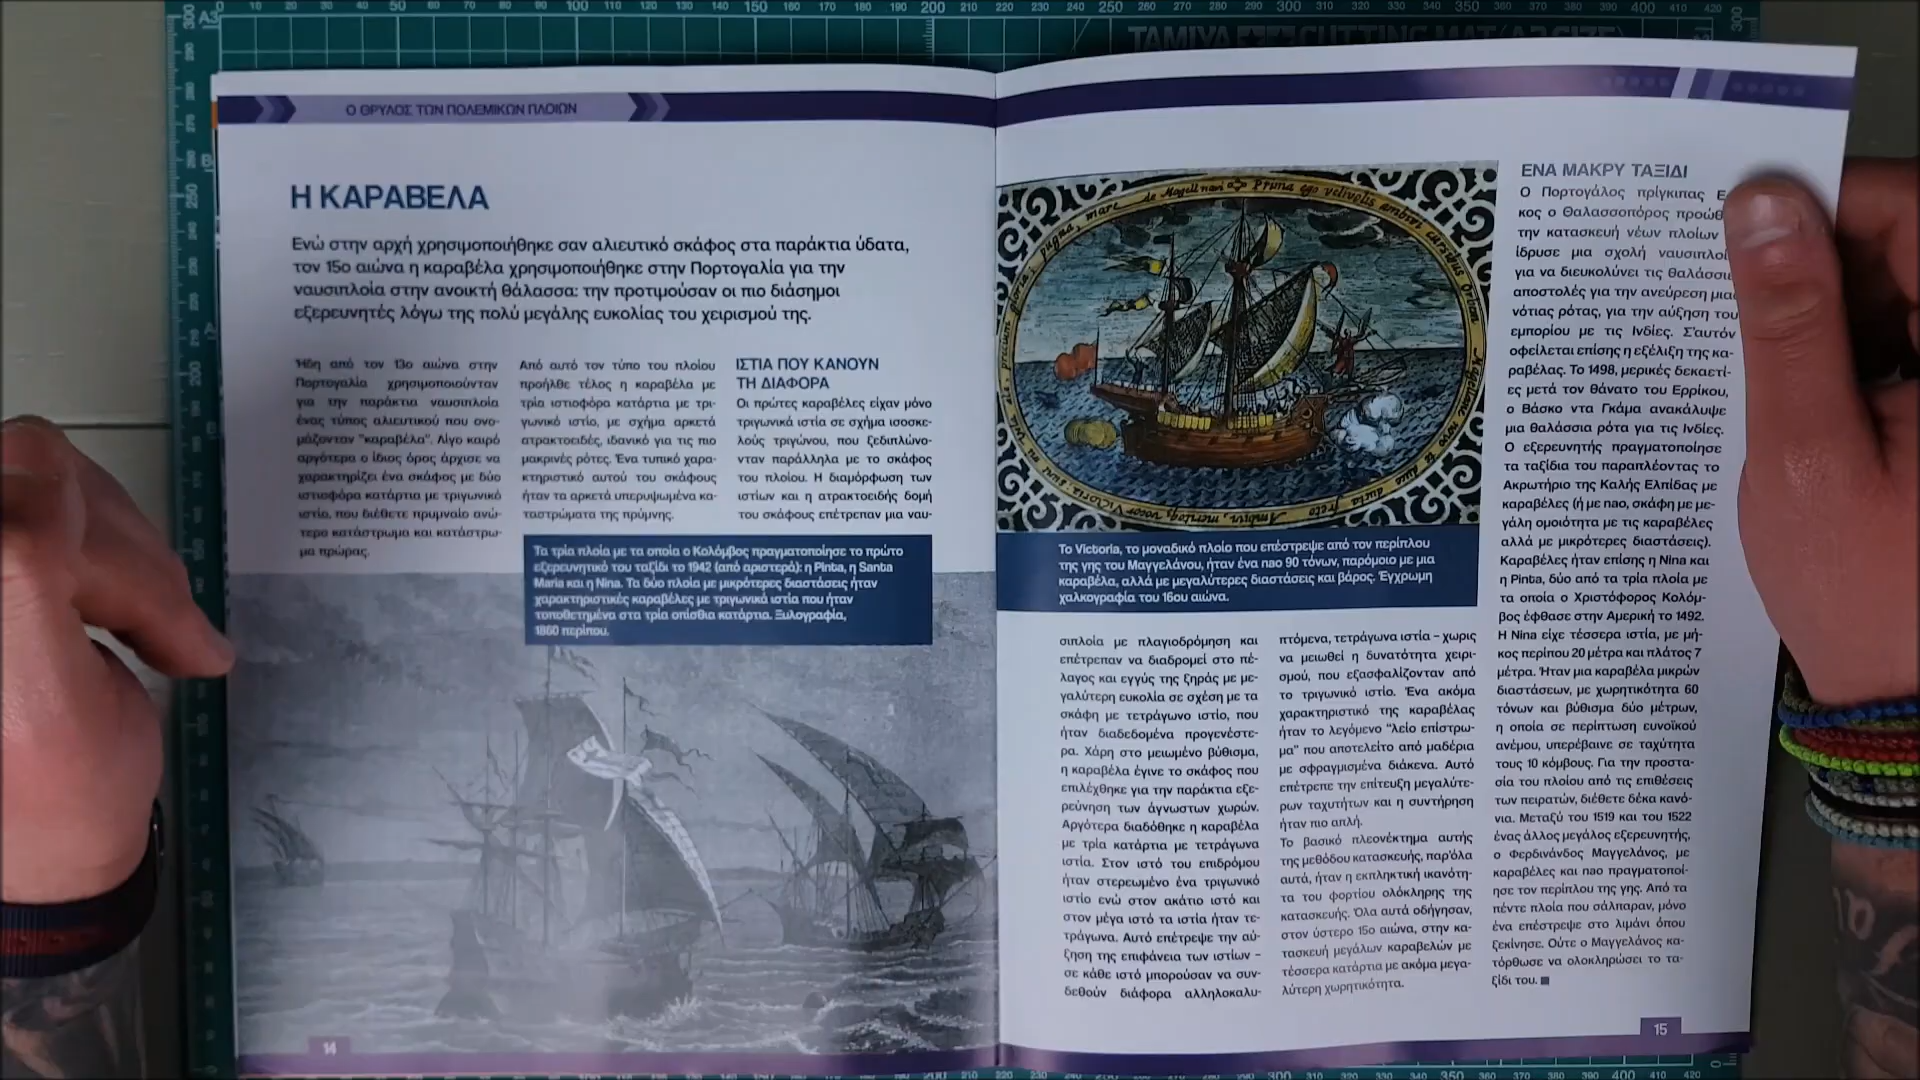 Ο ΘΡΥΛΟΣ ΤΩΝ ΠΟΛΕΜΙΚΩΝ ΠΛΟΙΩΝ
Η ΚΑΡΑΒΕΛΑ
Ενώ στην αρχή χρησιμοποιήθηκε σαν αλιευτικό σκάφος στα παράκτια ύδατα,
τον 15ο αιώνα η καραβέλα χρησιμοποιήθηκε στην Πορτογαλία για την
ναυσιπλοΐα στην ανοικτή θάλασσα: την προτιμούσαν οι πιο διάσημοι
εξερευνητές λόγω της πολύ μεγάλης ευκολίας του χειρισμού της.
Ήδη από τον 13ο αιώνα στην
Πορτογαλία χρησιμοποιούνταν
για την παράκτια ναυσιπλοΐα
ένας τύπος αλιευτικού που ονο-
μάζονταν "καραβέλα". Λίγο καιρό
αργότερα ο ίδιος όρος άρχισε να
χαρακτηρίζει ένα σκάφος με δύο
ιστιοφόρα κατάρτια με τριγωνικό
ιστίο, που διέθετε πρυμναίο ανώ-
τερο κατάστρωμα και κατάστρω-
μα πρώρας.
Από αυτό τον τύπο του πλοίου
προήλθε τέλος η καραβέλα με
τρία ιστιοφόρα κατάρτια με τρι-
γωνικό ιστίο, με σχήμα αρκετά
ατρακτοειδές, ιδανικό για τις πιο
μακρινές ρότες. Ένα τυπικό χαρα-
κτηριστικό αυτού του σκάφους
ήταν τα αρκετά υπερυψωμένα κα-
ταστρώματα της πρύμνης.
ΙΣΤΙΑ ΠΟΥ ΚΑΝΟΥΝ
ΤΗ ΔΙΑΦΟΡΑ
Οι πρώτες καραβέλες είχαν μόνο
τριγωνικά ιστία σε σχήμα ισοσκε-
λούς τριγώνου, που ξεδιπλώνο-
νταν παράλληλα με το σκάφος
του πλοίου. Η διαμόρφωση των
ιστίων και η ατρακτοειδής δομή
του σκάφους επέτρεπαν μια ναυ-
Τα τρία πλοία με τα οποία ο Κολόμβος πραγματοποίησε το πρώτο
εξερευνητικό του ταξίδι το 1942 (από αριστερά): η Pinta, η Santa
Maria και η Nina. Τα δύο πλοία με μικρότερες διαστάσεις ήταν
χαρακτηριστικές καραβέλες με τριγωνικά ιστία που ήταν
τοποθετημένα στα τρία οπίσθια κατάρτια. Ξυλογραφία,
1860 περίπου.
14
Το Victoria, το μοναδικό πλοίο που επέστρεψε από τον περίπλου
της γης του Μαγγελάνου, ήταν ένα nao 90 τόνων, παρόμοιο με μια
καραβέλα, αλλά με μεγαλύτερες διαστάσεις και βάρος. Έγχρωμη
χαλκογραφία του 16ου αιώνα.
σιπλοΐα με πλαγιοδρόμηση και
επέτρεπαν να διαδρομεί στο πέ-
λαγος και εγγύς της ξηράς με με-
γαλύτερη ευκολία σε σχέση με τα
σκάφη με τετράγωνο ιστίο, που
ήταν διαδεδομένα προγενέστε-
ρα. Χάρη στο μειωμένο βύθισμα,
η καραβέλα έγινε το σκάφος που
επιλέχθηκε για την παράκτια εξε-
ρεύνηση των άγνωστων χωρών.
Αργότερα διαδόθηκε η καραβέλα
με τρία κατάρτια με τετράγωνα
ιστία. Στον ιστό του επιδρόμου
ήταν στερεωμένο ένα τριγωνικό
ιστίο ενώ στον ακάτιο ιστό και
στον μέγα ιστό τα ιστία ήταν τε-
τράγωνα. Αυτό επέτρεψε την αύ-
ξηση της επιφάνεια των ιστίων –
σε κάθε ιστό μπορούσαν να συν-
δεθούν διάφορα αλληλοκαλυ-
πτόμενα, τετράγωνα ιστία – χωρις
να μειωθεί η δυνατότητα χειρι-
σμού, που εξασφαλίζονταν από
το τριγωνικό ιστίο. Ένα ακόμα
χαρακτηριστικό της καραβέλας
ήταν το λεγόμενο "λείο επίστρω-
μα" που αποτελείτο από μαδέρια
με σφραγισμένα διάκενα. Αυτό
επέτρεπε την επίτευξη μεγαλύτε-
ρων ταχυτήτων και η συντήρηση
ήταν πιο απλή.
Το βασικό πλεονέκτημα αυτής
της μεθόδου κατασκευής, παρ'όλα
αυτά, ήταν η εκπληκτική ικανότη-
τα του φορτίου ολόκληρης της
κατασκευής. Όλα αυτά οδήγησαν,
στον ύστερο 15ο αιώνα, στην κα-
τασκευή μεγάλων καραβελών με
τέσσερα κατάρτια με ακόμα μεγα-
λύτερη χωρητικότητα.
ΕΝΑ ΜΑΚΡΥ ΤΑΞΙΔΙ
Ο Πορτογάλος πρίγκιπας
κος ο Θαλασσοπόρος
την κατασκευή νέων πλοίων
ίδρυσε μια σχολή
για να διευκολύνει τις
αποστολές για την ανεύρεση
νότιας ρότας, για την αύξηση του
εμπορίου με τις Ινδίες. Σ'αυτόν
οφείλεται επίσης η εξέλιξη της κα-
ραβέλας. Το 1498, μερικές δεκαετί-
ες μετά τον θάνατο του Ερρίκου,
ο Βάσκο ντα Γκάμα ανακάλυψε
μια θαλάσσια ρότα για τις Ινδίες.
Ο εξερευνητής πραγματοποίησε
τα ταξίδια του παραπλέοντας το
Ακρωτήριο της Καλής Ελπίδας με
καραβέλες (ή με nao, σκάφη με με-
γάλη ομοιότητα με τις καραβέλες
αλλά με μικρότερες διαστάσεις).
Καραβέλες ήταν επίσης η Nina και
η Pinta, δύο από τα τρία πλοία με
τα οποία ο Χριστόφορος Κολόμ-
βος έφθασε στην Αμερική το 1492.
Η Nina είχε τέσσερα ιστία, με μή-
κος περίπου 20 μέτρα και πλάτος 7
μέτρα. Ήταν μια καραβέλα μικρών
διαστάσεων, με χωρητικότητα 60
τόνων και βύθισμα δύο μέτρων,
η οποία σε περίπτωση ευνοϊκού
ανέμου, υπερέβαινε σε ταχύτητα
τους 10 κόμβους. Για την προστα-
σία του πλοίου από τις επιθέσεις
των πειρατών, διέθετε δέκα κανό-
νια. Μεταξύ του 1519 και του 1522
ένας άλλος μεγάλος εξερευνητής,
ο Φερδινάνδος Μαγγελάνος, με
καραβέλες και nao πραγματοποί-
ησε τον περίπλου της γης. Από τα
πέντε πλοία που σάλπαραν, μόνο
ένα επέστρεψε στο λιμάνι όπου
ξεκίνησε. Ούτε ο Μαγγελάνος κα-
τόρθωσε να ολοκληρώσει το τα-
ξίδι του.
15